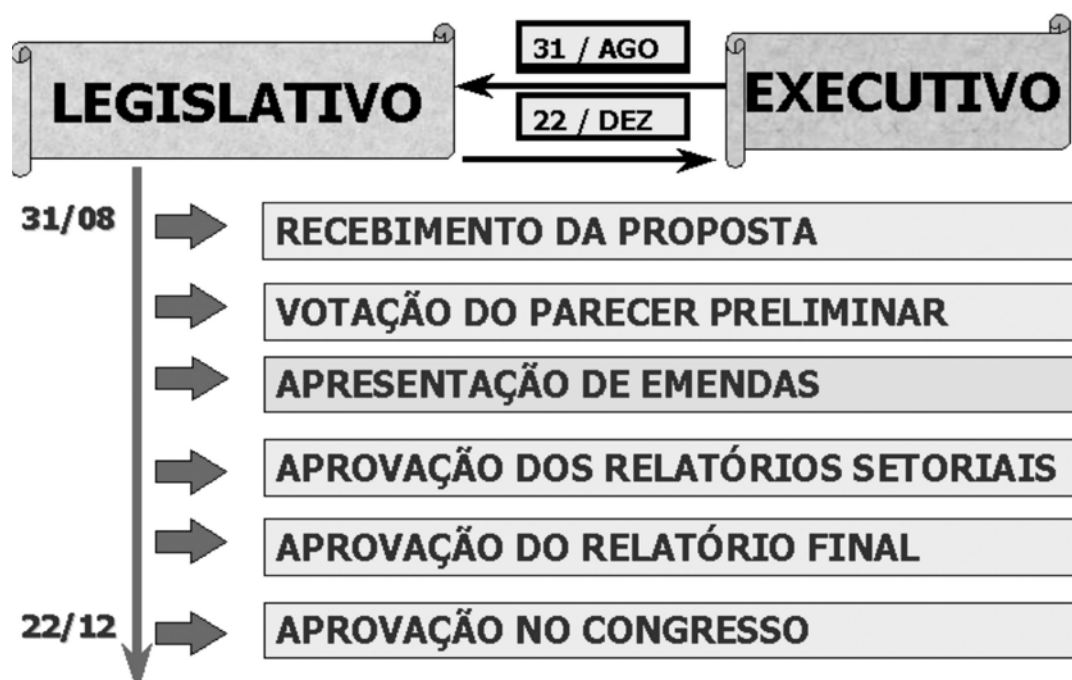 LEGISLATIVO
31 / AGO
22 / DEZ
EXECUTIVO
31/08
RECEBIMENTO DA PROPOSTA
VOTAÇÃO DO PARECER PRELIMINAR
APRESENTAÇÃO DE EMENDAS
APROVAÇÃO DOS RELATÓRIOS SETORIAIS
APROVAÇÃO DO RELATÓRIO FINAL
22/12
APROVAÇÃO NO CONGRESSO